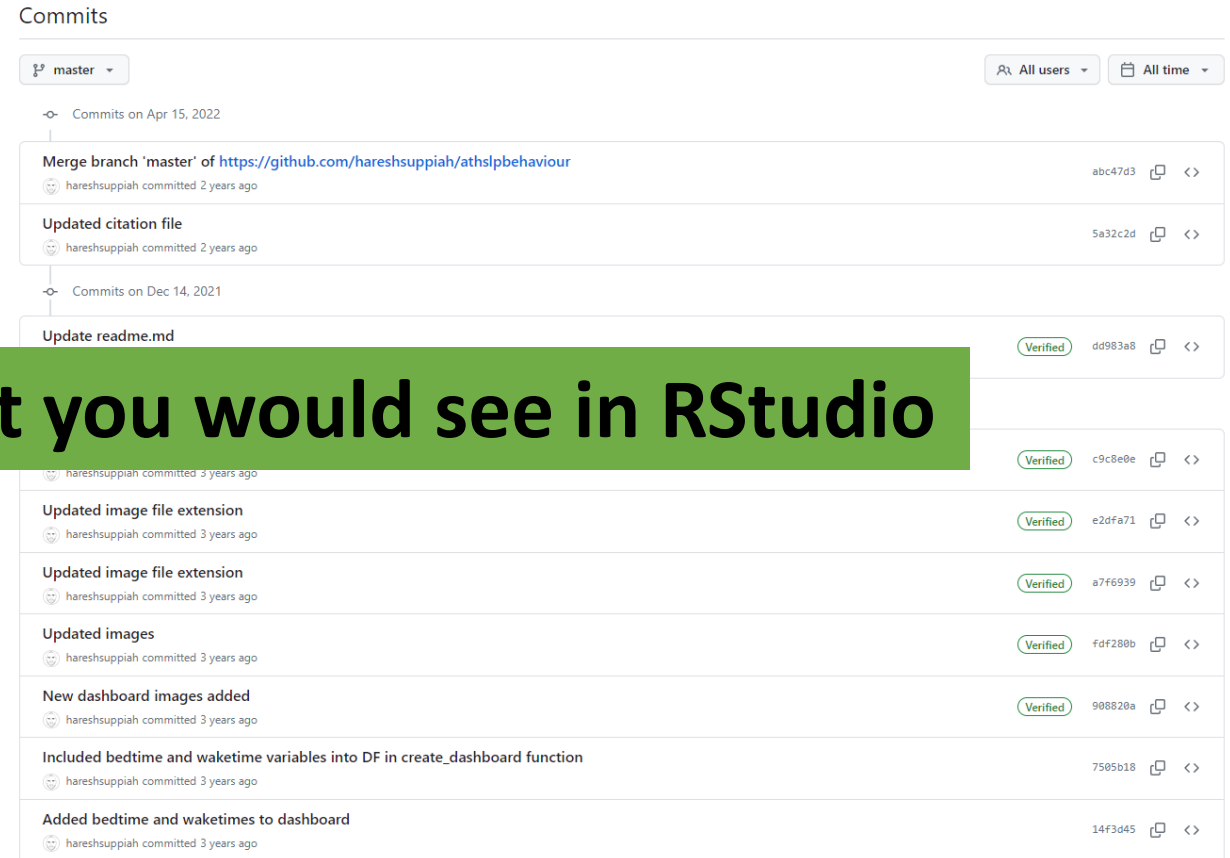 Commits
master
All users
All time
Commits on Apr 15, 2022
Merge branch 'master' of https://github.com/hareshsuppiah/athslpbehaviour
abc47d3
hareshsuppiah committed 2 years ago
Updated citation file
5a32c2d
hareshsuppiah committed 2 years ago
Commits on Dec 14, 2021
Update readme.md
Verified
dd983a8
t you would see in RStudio
Verified
c9c8e0e
hareshsuppiah committed 3 years ago
Updated image file extension
Verified
e2dfa71
hareshsuppiah committed 3 years ago
Updated image file extension
Verified
a7f6939
hareshsuppiah committed 3 years ago
Updated images
Verified
fdf280b
hareshsuppiah committed 3 years ago
New dashboard images added
Verified
908820a
hareshsuppiah committed 3 years ago
Included bedtime and waketime variables into DF in create_dashboard function
7505b18
hareshsuppiah committed 3 years ago
Added bedtime and waketimes to dashboard
14f3d45
hareshsuppiah committed 3 years ago